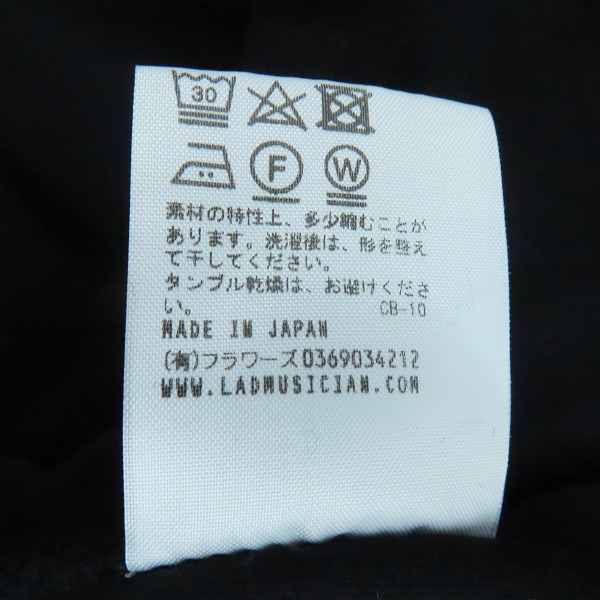 30
F W
素材の特性上、多少縮むことが
あります。洗濯後は、形を整え
て干してください。
タンブル乾燥は、お避けくださ
い。 CB-10
MADE IN JAPAN
(有)フラワーズ0369034212
WWW.LADMUSICIAN.COM